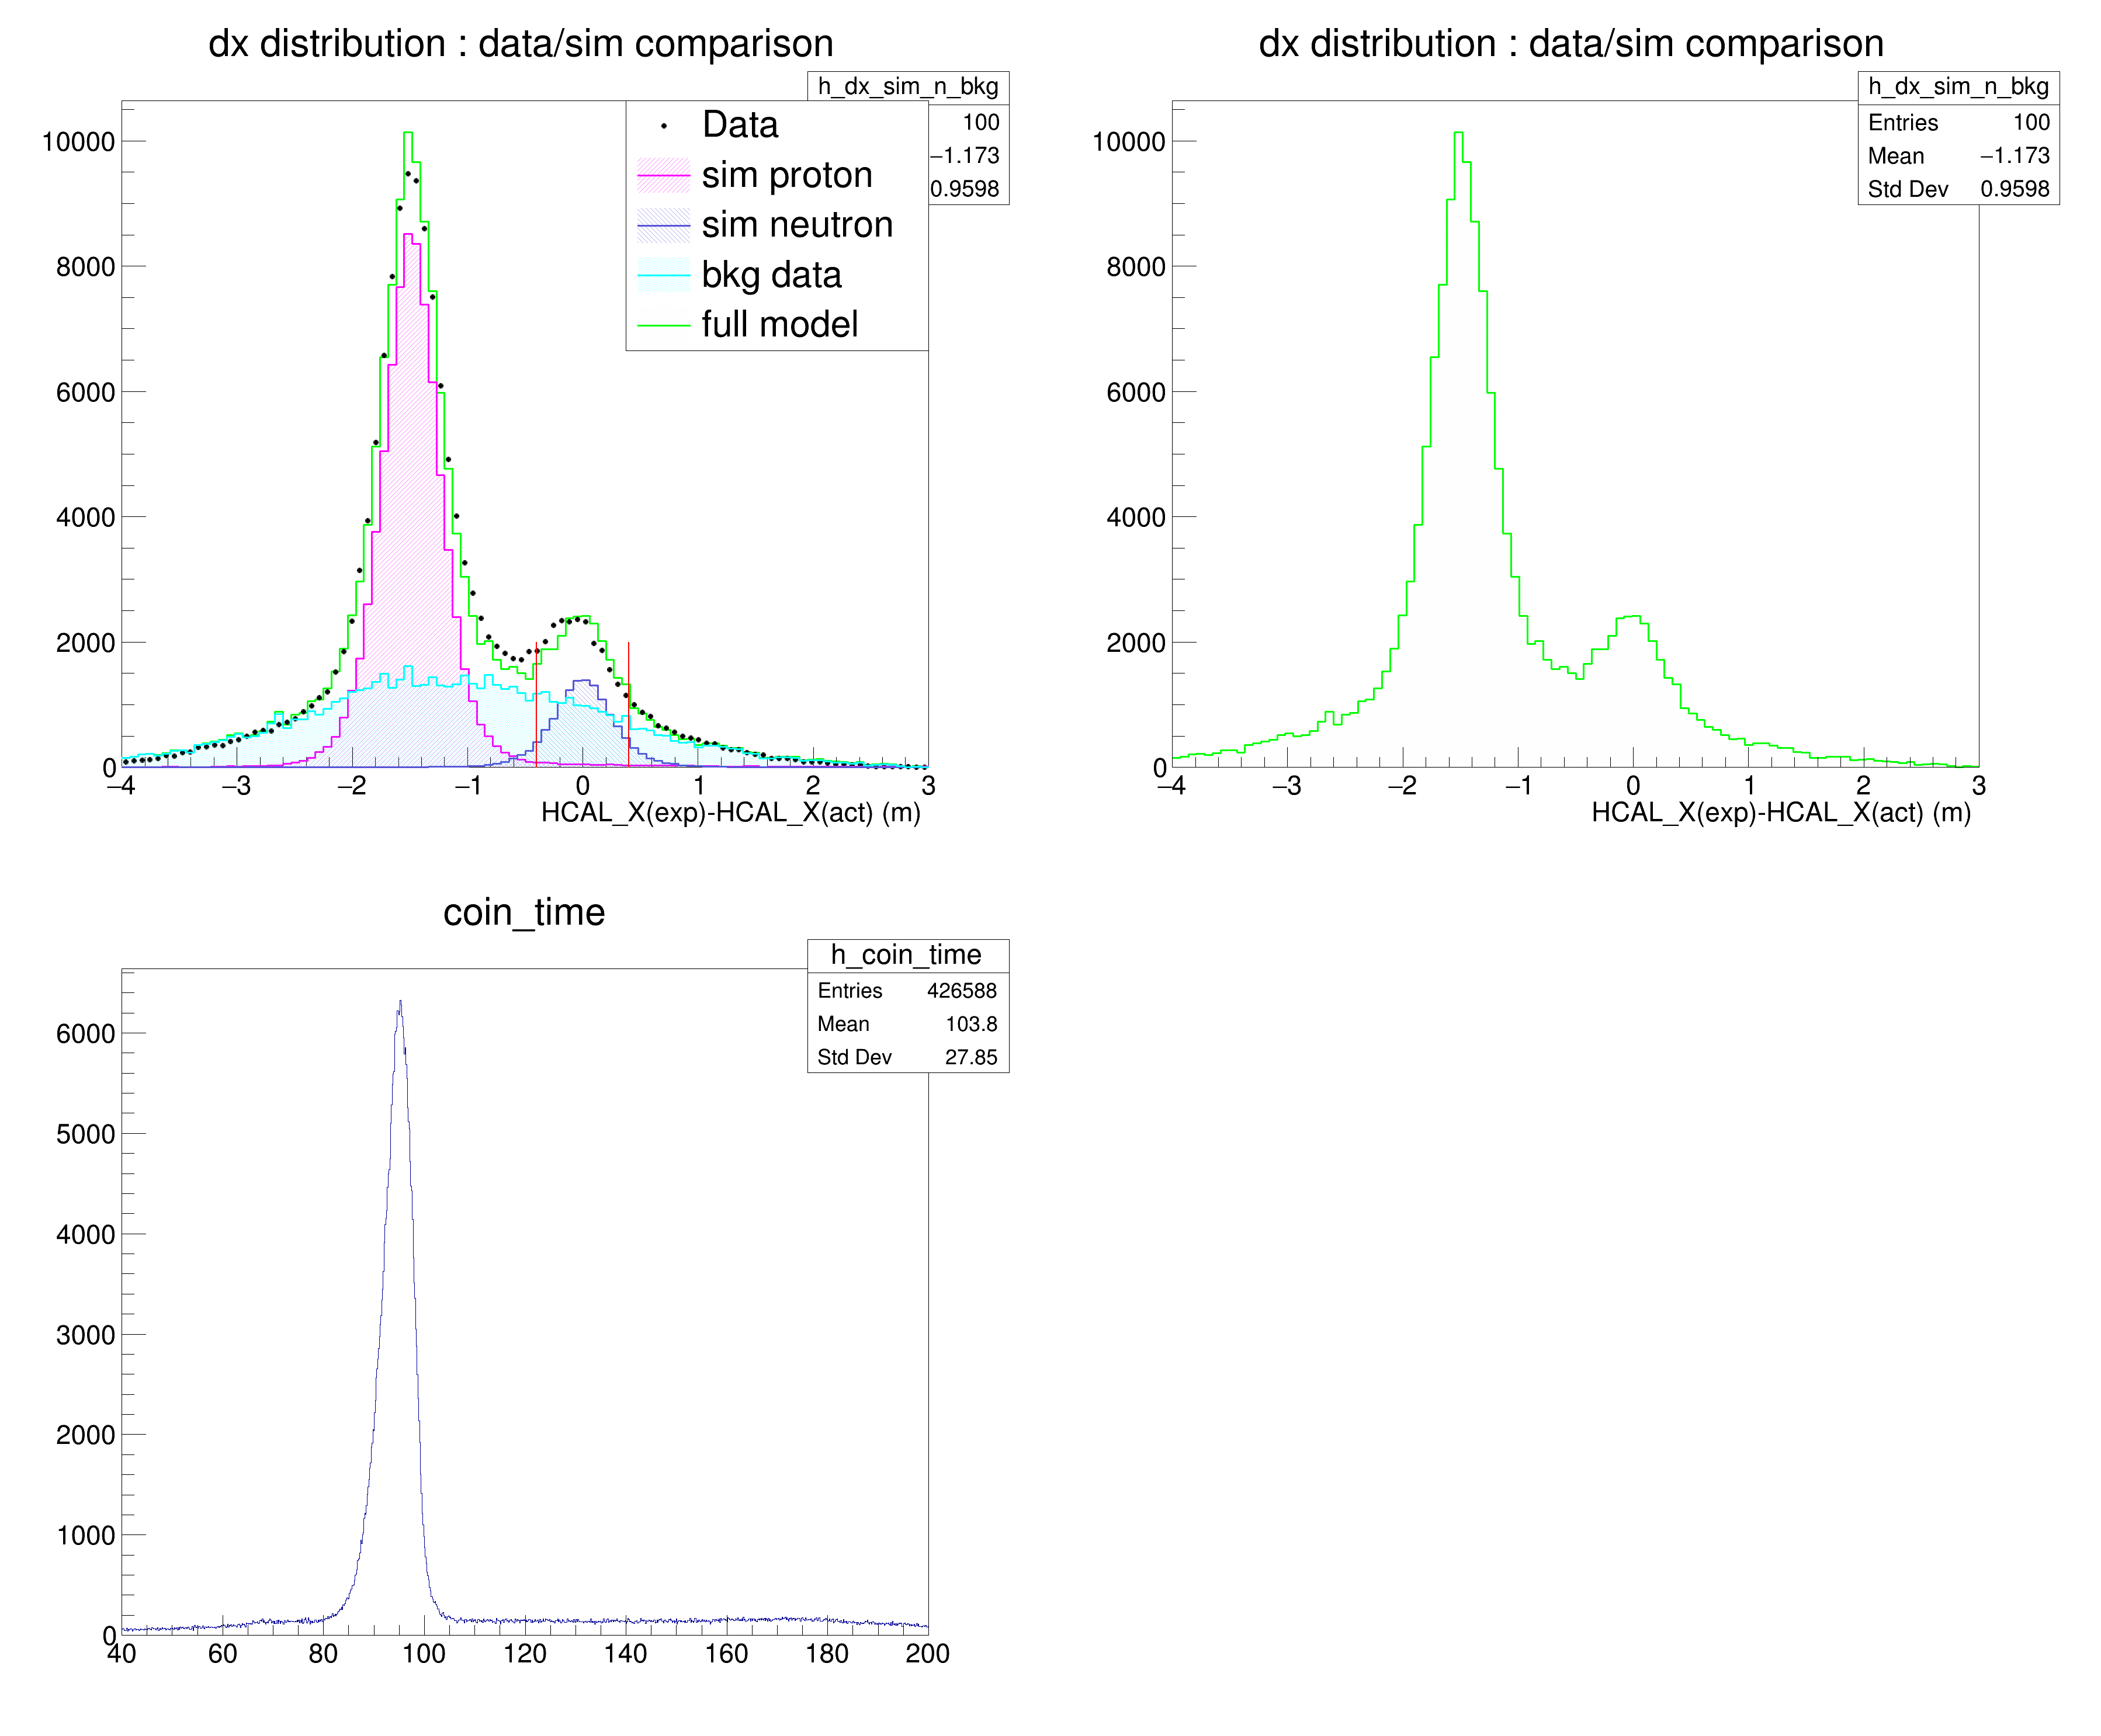 dx distribution : data/sim comparison
h_dx_sim_n_bkg
100
−1.173
0.9598
Data
sim proton
sim neutron
bkg data
full model
10000
8000
6000
4000
2000
0
−4 −3 −2 −1 0 1 2 3
HCAL_X(exp)-HCAL_X(act) (m)
dx distribution : data/sim comparison
h_dx_sim_n_bkg
Entries 100
Mean −1.173
Std Dev 0.9598
10000
8000
6000
4000
2000
0
−4 −3 −2 −1 0 1 2 3
HCAL_X(exp)-HCAL_X(act) (m)
coin_time
h_coin_time
Entries 426588
Mean 103.8
Std Dev 27.85
6000
5000
4000
3000
2000
1000
0
40 60 80 100 120 140 160 180 200